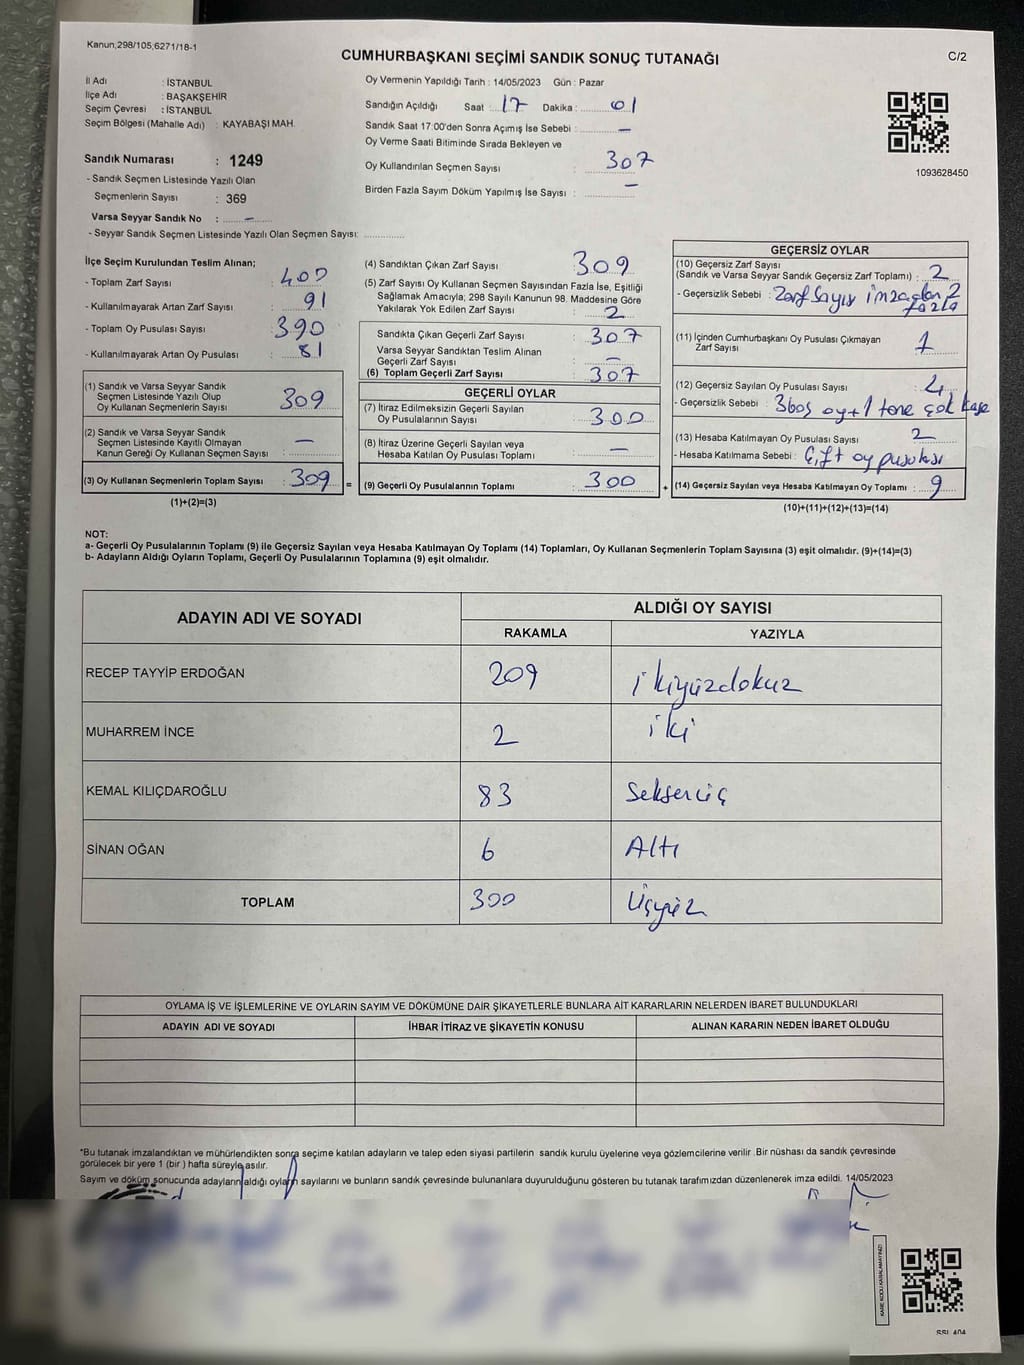 Kanun,298/105,6271/18-1
CUMHURBAŞKANI SEÇİMİ SANDIK SONUÇ TUTANAĞI
C/2
İl Adı : İSTANBUL
İlçe Adı : BAŞAKŞEHİR
Seçim Çevresi : İSTANBUL
Seçim Bölgesi (Mahalle Adı) : KAYABAŞI MAH.
Oy Vermenin Yapıldığı Tarih : 14/05/2023 Gün : Pazar
Sandığın Açıldığı Saat : 17 Dakika : 01
Sandık Saat 17:00'den Sonra Açımış İse Sebebi : –
Oy Verme Saati Bitiminde Sırada Bekleyen ve
Oy Kullandırılan Seçmen Sayısı : 307
Birden Fazla Sayım Döküm Yapılmış İse Sayısı : –
1093628450
Sandık Numarası : 1249
- Sandık Seçmen Listesinde Yazılı Olan
Seçmenlerin Sayısı : 369
Varsa Seyyar Sandık No : –
- Seyyar Sandık Seçmen Listesinde Yazılı Olan Seçmen Sayısı:
İlçe Seçim Kurulundan Teslim Alınan;
- Toplam Zarf Sayısı : 400
- Kullanılmayarak Artan Zarf Sayısı : 91
- Toplam Oy Pusulası Sayısı : 390
- Kullanılmayarak Artan Oy Pusulası : 81
(1) Sandık ve Varsa Seyyar Sandık
Seçmen Listesinde Yazılı Olup
Oy Kullanan Seçmenlerin Sayısı : 309
(2) Sandık ve Varsa Seyyar Sandık
Seçmen Listesinde Kayıtlı Olmayan
Kanun Gereği Oy Kullanan Seçmen Sayısı : –
(3) Oy Kullanan Seçmenlerin Toplam Sayısı : 309 =
(1)+(2)=(3)
(4) Sandıktan Çıkan Zarf Sayısı : 309
(5) Zarf Sayısı Oy Kullanan Seçmen Sayısından Fazla İse, Eşitliği
Sağlamak Amacıyla; 298 Sayılı Kanunun 98. Maddesine Göre
Yakılarak Yok Edilen Zarf Sayısı : 2
Sandıkta Çıkan Geçerli Zarf Sayısı : 307
Varsa Seyyar Sandıktan Teslim Alınan
Geçerli Zarf Sayısı : –
(6) Toplam Geçerli Zarf Sayısı : 307
GEÇERLİ OYLAR
(7) İtiraz Edilmeksizin Geçerli Sayılan
Oy Pusulalarının Sayısı : 300
(8) İtiraz Üzerine Geçerli Sayılan veya
Hesaba Katılan Oy Pusulası Toplamı : –
(9) Geçerli Oy Pusulalarının Toplamı : 300 +
GEÇERSİZ OYLAR
(10) Geçersiz Zarf Sayısı
(Sandık ve Varsa Seyyar Sandık Geçersiz Zarf Toplamı) : 2
- Geçersizlik Sebebi : Zarf Sayısı imzadan 2
fazla
(11) İçinden Cumhurbaşkanı Oy Pusulası Çıkmayan
Zarf Sayısı : 1
(12) Geçersiz Sayılan Oy Pusulası Sayısı : 4
- Geçersizlik Sebebi : 3 boş oy + 1 tane çok kaşe
(13) Hesaba Katılmayan Oy Pusulası Sayısı : 2
- Hesaba Katılmama Sebebi : Çift oy pusulası
(14) Geçersiz Sayılan veya Hesaba Katılmayan Oy Toplamı : 9
(10)+(11)+(12)+(13)=(14)
NOT:
a- Geçerli Oy Pusulalarının Toplamı (9) ile Geçersiz Sayılan veya Hesaba Katılmayan Oy Toplamı (14) Toplamları, Oy Kullanan Seçmenlerin Toplam Sayısına (3) eşit olmalıdır. (9)+(14)=(3)
b- Adayların Aldığı Oyların Toplamı, Geçerli Oy Pusulalarının Toplamına (9) eşit olmalıdır.
ADAYIN ADI VE SOYADI
ALDIĞI OY SAYISI
RAKAMLA YAZIYLA
RECEP TAYYİP ERDOĞAN 209 ikiyüzdokuz
MUHARREM İNCE 2 iki
KEMAL KILIÇDAROĞLU 83 Seksenüç
SİNAN OĞAN 6 Altı
TOPLAM 300 Üçyüz
OYLAMA İŞ VE İŞLEMLERİNE VE OYLARIN SAYIM VE DÖKÜMÜNE DAİR ŞİKAYETLERLE BUNLARA AİT KARARLARIN NELERDEN İBARET BULUNDUKLARI
ADAYIN ADI VE SOYADI İHBAR İTİRAZ VE ŞİKAYETİN KONUSU ALINAN KARARIN NEDEN İBARET OLDUĞU
*Bu tutanak imzalandıktan ve mühürlendikten sonra seçime katılan adayların ve talep eden siyasi partilerin sandık kurulu üyelerine veya gözlemcilerine verilir .Bir nüshası da sandık çevresinde
görülecek bir yere 1 (bir ) hafta süreyle asılır.
Sayım ve döküm sonucunda adayların aldığı oyların sayılarını ve bunların sandık çevresinde bulunanlara duyurulduğunu gösteren bu tutanak tarafımızdan düzenlenerek imza edildi. 14/05/2023
KARE KODU KARALAMAYINIZ!